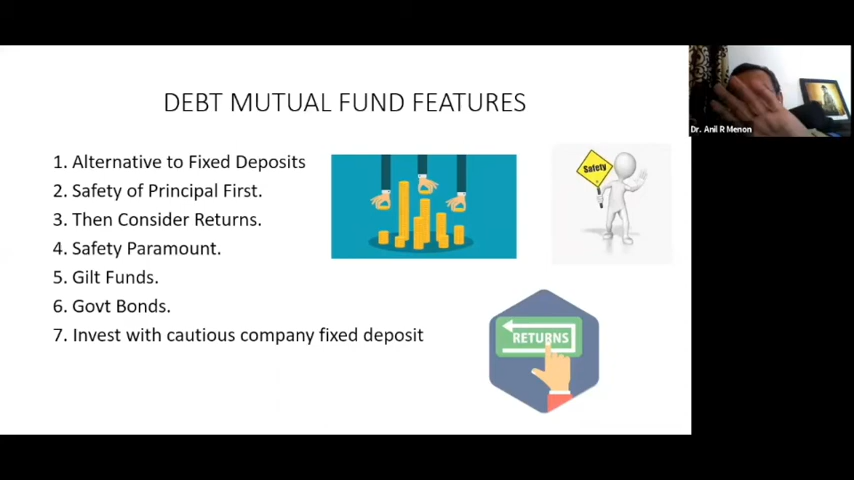 DEBT MUTUAL FUND FEATURES
1. Alternative to Fixed Deposits
2. Safety of Principal First.
3. Then Consider Returns.
4. Safety Paramount.
5. Gilt Funds.
6. Govt Bonds.
7. Invest with cautious company fixed deposit
Safety
RETURNS
Dr. Anil R Menon